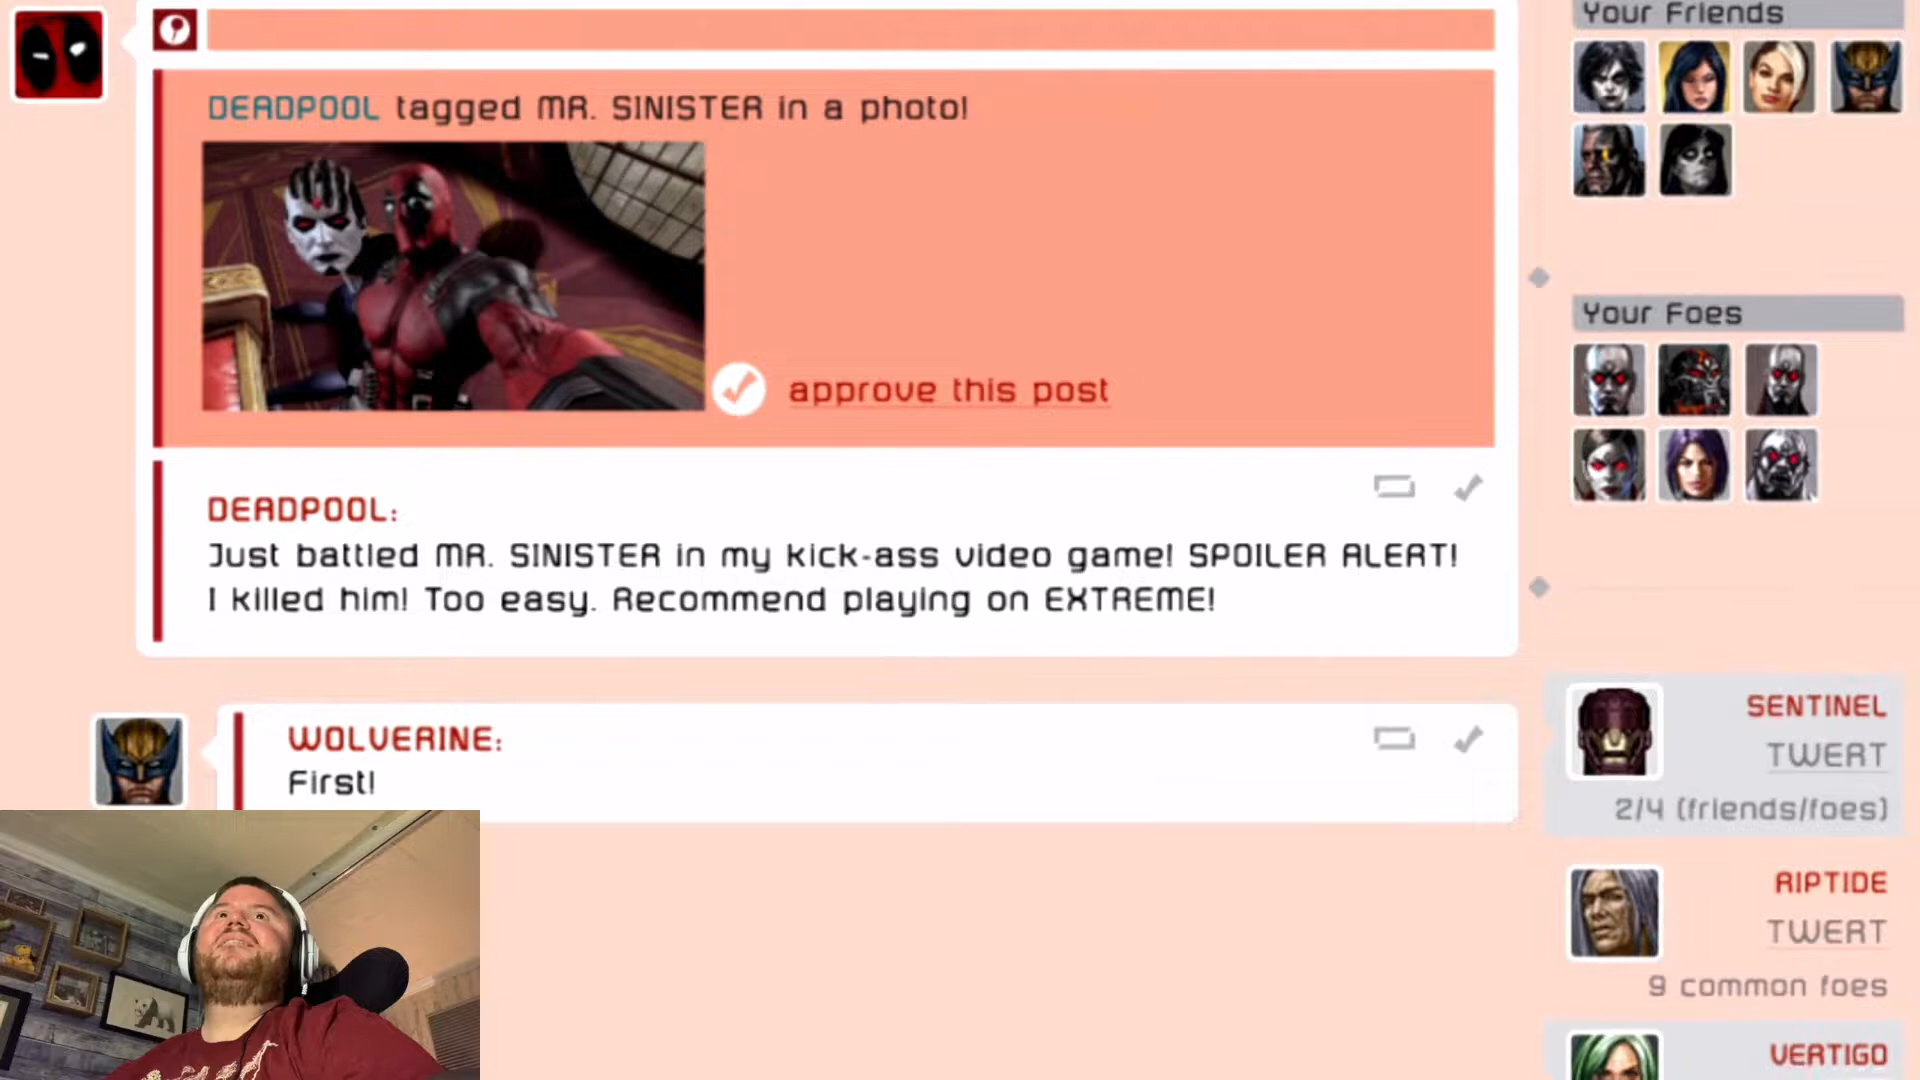 DEADPOOL tagged MR. SINISTER in a photo!
approve this post
DEADPOOL:
Just battled MR. SINISTER in my kick-ass video game! SPOILER ALERT!
I killed him! Too easy. Recommend playing on EXTREME!
WOLVERINE:
First!
Your Friends
Your Foes
SENTINEL
TWERT
2/4 (friends/foes)
RIPTIDE
TWERT
9 common foes
VERTIGO